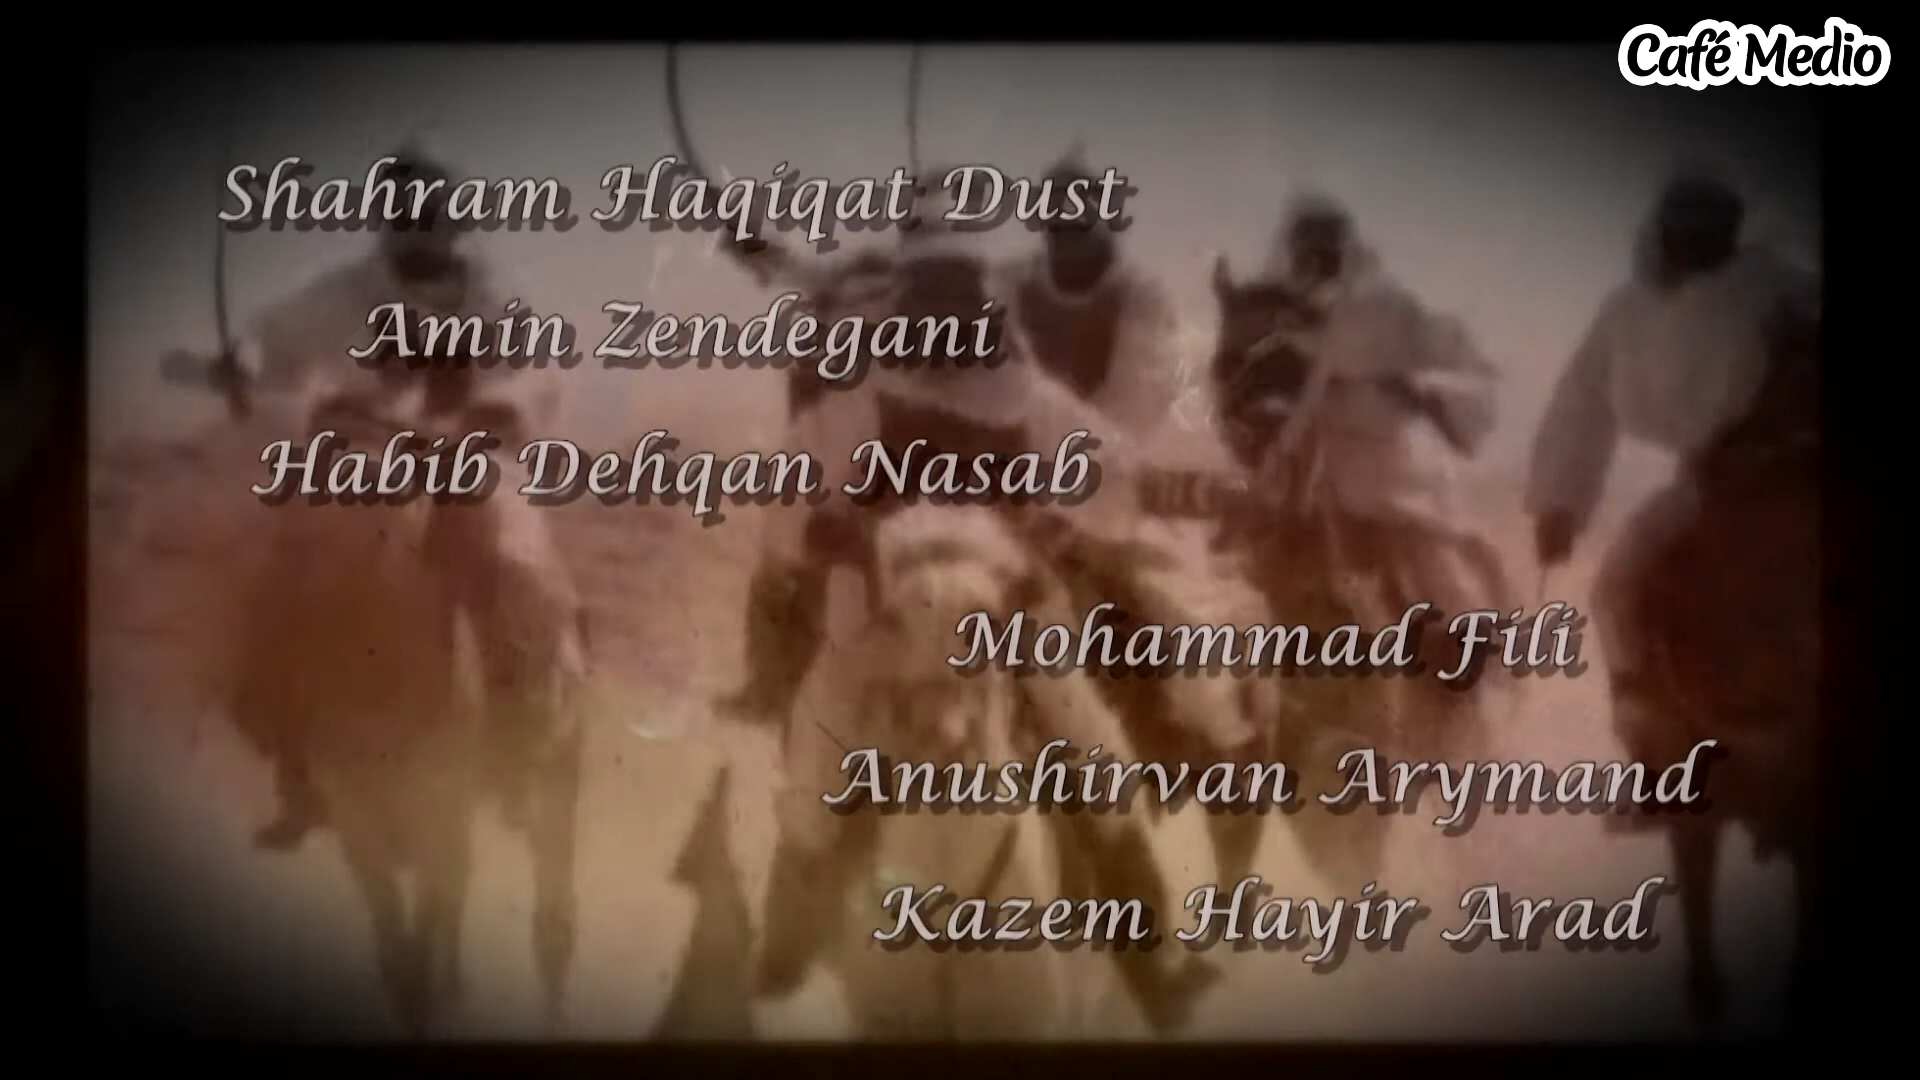 Café Medio
Shahram Haqiqat Dust
Amin Zendegani
Habib Dehqan Nasab
Mohammad Fili
Anushirvan Arymand
Kazem Hayir Arad